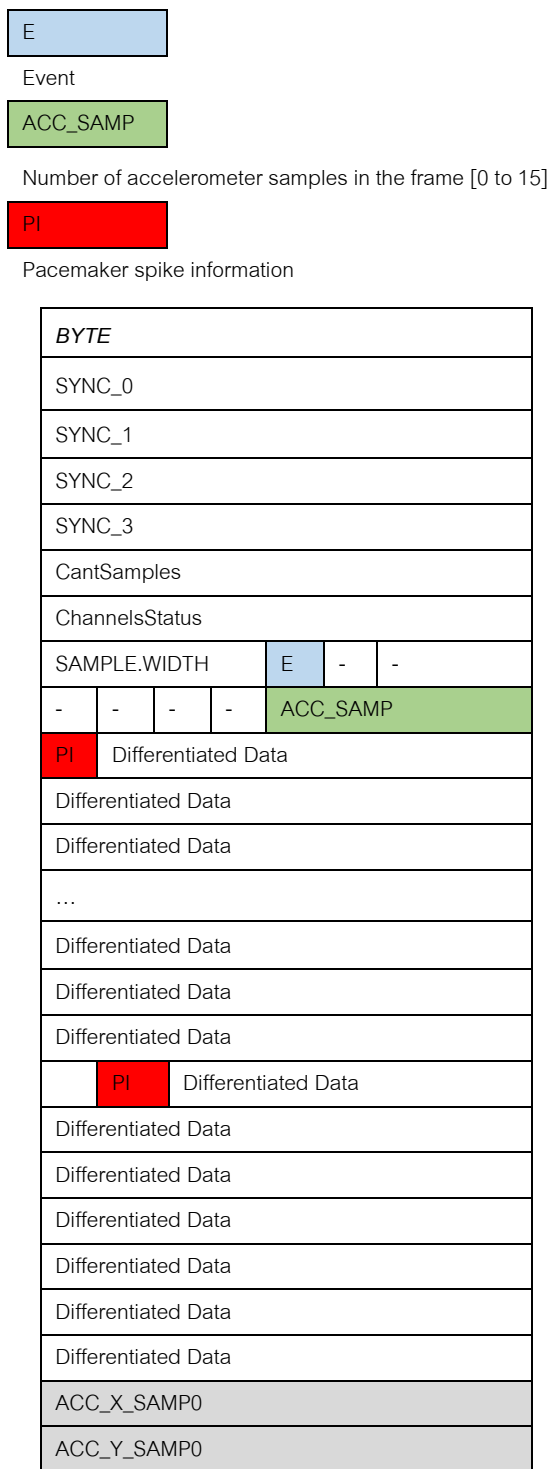 E
Event
ACC_SAMP
Number of accelerometer samples in the frame [0 to 15]
PI
Pacemaker spike information
BYTE
SYNC_0
SYNC_1
SYNC_2
SYNC_3
CantSamples
ChannelsStatus
SAMPLE.WIDTH E - -
- - - - ACC_SAMP
PI Differentiated Data
Differentiated Data
Differentiated Data
…
Differentiated Data
Differentiated Data
Differentiated Data
PI Differentiated Data
Differentiated Data
Differentiated Data
Differentiated Data
Differentiated Data
Differentiated Data
Differentiated Data
ACC_X_SAMP0
ACC_Y_SAMP0